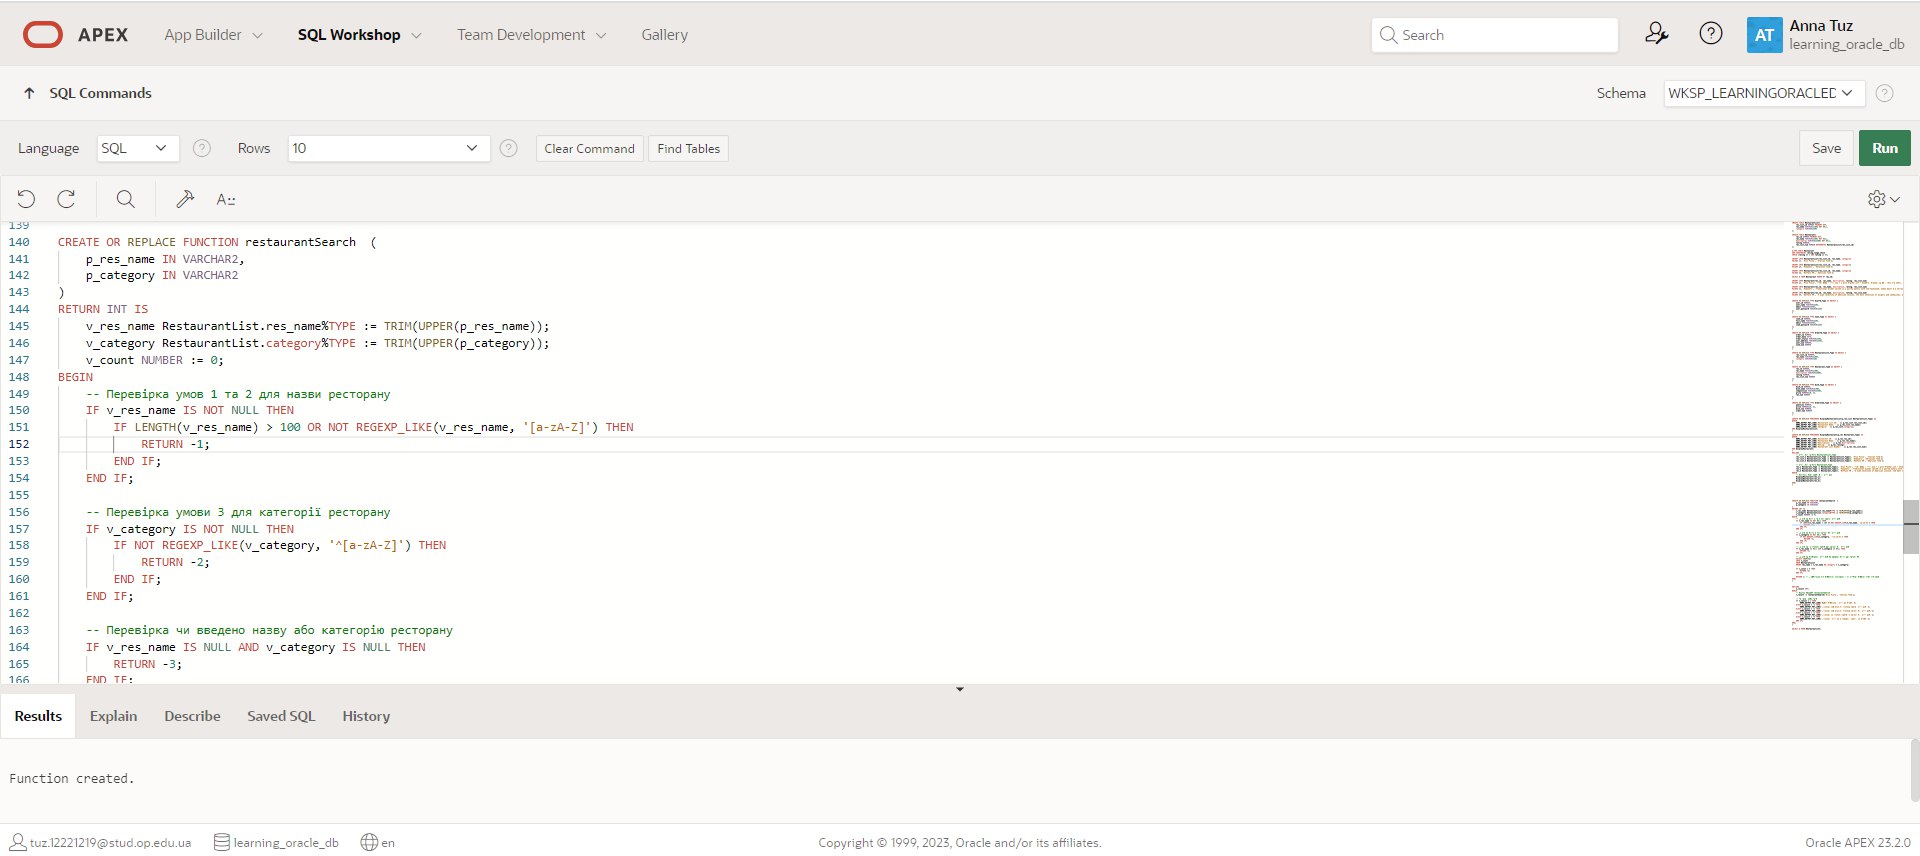 APEX App Builder SQL Workshop Team Development Gallery Search AT Anna Tuz
learning_oracle_db
SQL Commands Schema WKSP_LEARNINGORACLED
Language SQL Rows 10 Clear Command Find Tables Save Run
A::
139
140 CREATE OR REPLACE FUNCTION restaurantSearch (
141 p_res_name IN VARCHAR2,
142 p_category IN VARCHAR2
143 )
144 RETURN INT IS
145 v_res_name RestaurantList.res_name%TYPE := TRIM(UPPER(p_res_name));
146 v_category RestaurantList.category%TYPE := TRIM(UPPER(p_category));
147 v_count NUMBER := 0;
148 BEGIN
149 -- Перевірка умов 1 та 2 для назви ресторану
150 IF v_res_name IS NOT NULL THEN
151 IF LENGTH(v_res_name) > 100 OR NOT REGEXP_LIKE(v_res_name, '[a-zA-Z]') THEN
152 RETURN -1;
153 END IF;
154 END IF;
155
156 -- Перевірка умови 3 для категорії ресторану
157 IF v_category IS NOT NULL THEN
158 IF NOT REGEXP_LIKE(v_category, '^[a-zA-Z]') THEN
159 RETURN -2;
160 END IF;
161 END IF;
162
163 -- Перевірка чи введено назву або категорію ресторану
164 IF v_res_name IS NULL AND v_category IS NULL THEN
165 RETURN -3;
166 END IF;
Results Explain Describe Saved SQL History
Function created.
tuz.12221219@stud.op.edu.ua learning_oracle_db en Copyright © 1999, 2023, Oracle and/or its affiliates. Oracle APEX 23.2.0